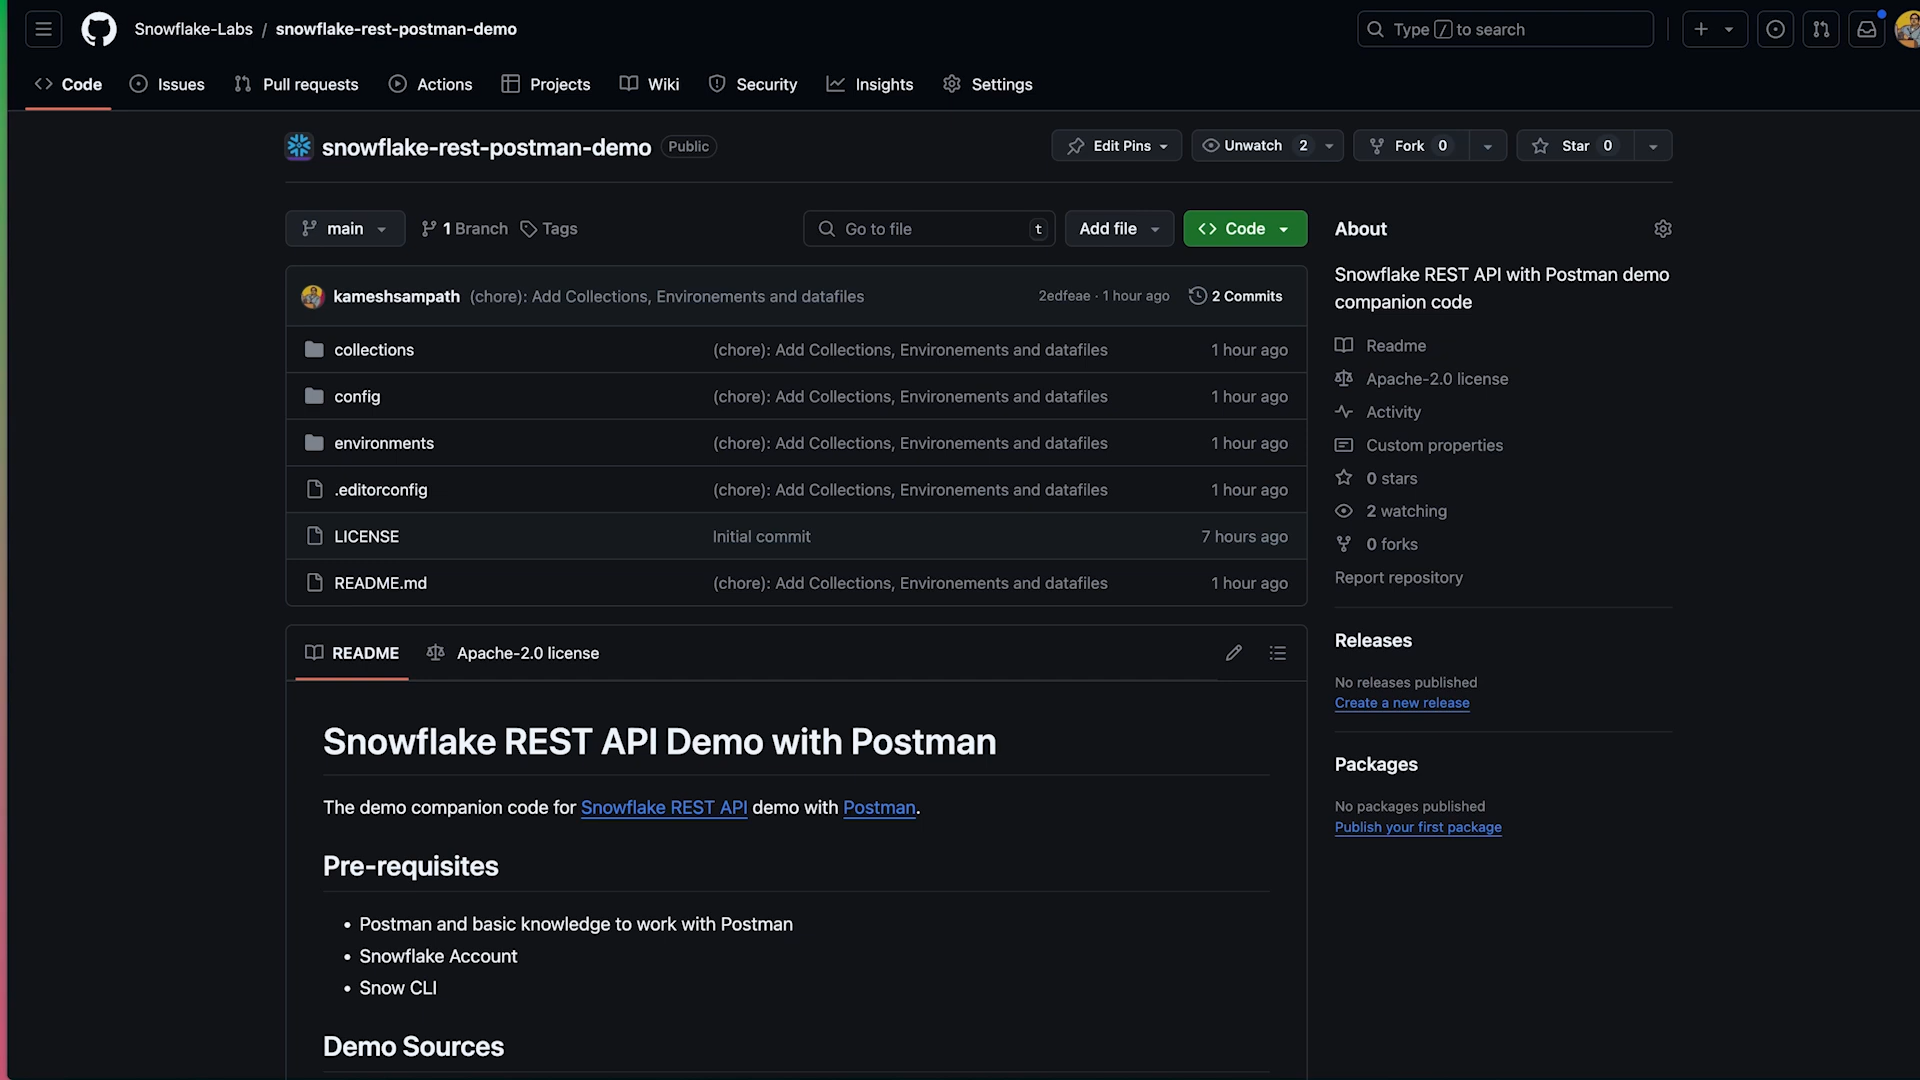 Snowflake-Labs / snowflake-rest-postman-demo
Type / to search
Code Issues Pull requests Actions Projects Wiki Security Insights Settings
snowflake-rest-postman-demo Public
Edit Pins Unwatch 2 Fork 0 Star 0
main 1 Branch Tags Go to file t Add file Code
kameshsampath (chore): Add Collections, Environements and datafiles 2edfeae · 1 hour ago 2 Commits
collections (chore): Add Collections, Environements and datafiles 1 hour ago
config (chore): Add Collections, Environements and datafiles 1 hour ago
environments (chore): Add Collections, Environements and datafiles 1 hour ago
.editorconfig (chore): Add Collections, Environements and datafiles 1 hour ago
LICENSE Initial commit 7 hours ago
README.md (chore): Add Collections, Environements and datafiles 1 hour ago
README Apache-2.0 license
Snowflake REST API Demo with Postman
The demo companion code for Snowflake REST API demo with Postman.
Pre-requisites
• Postman and basic knowledge to work with Postman
• Snowflake Account
• Snow CLI
Demo Sources
About
Snowflake REST API with Postman demo
companion code
Readme
Apache-2.0 license
Activity
Custom properties
0 stars
2 watching
0 forks
Report repository
Releases
No releases published
Create a new release
Packages
No packages published
Publish your first package